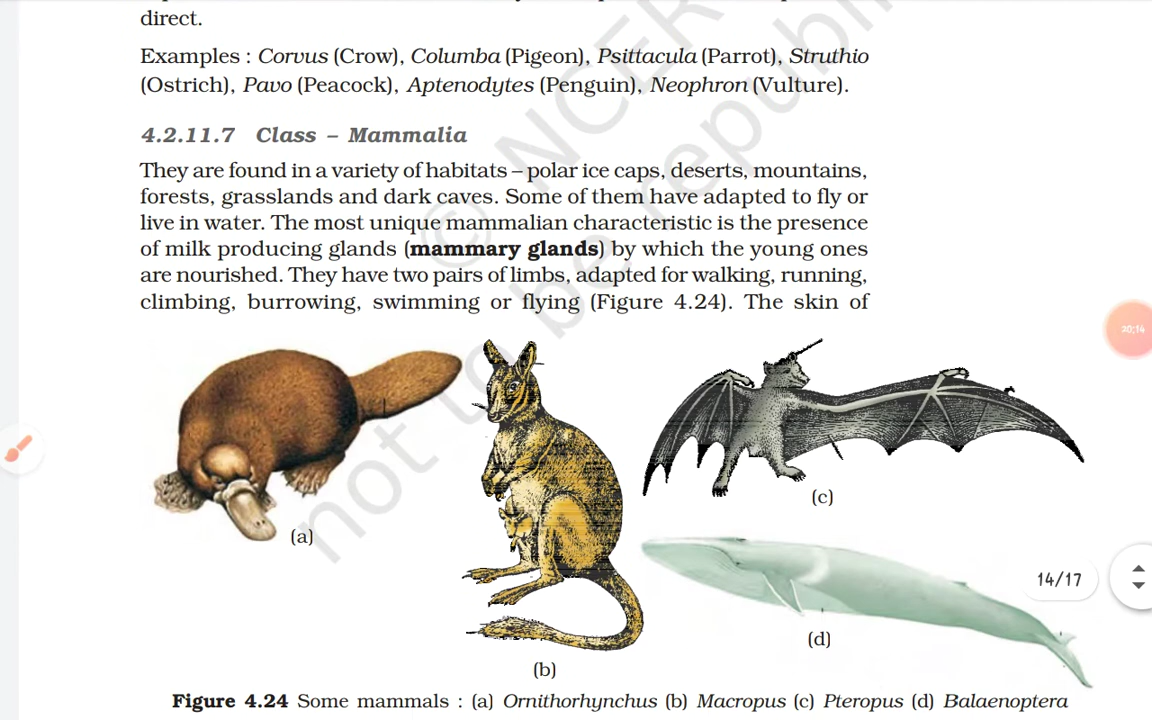 direct.
Examples : Corvus (Crow), Columba (Pigeon), Psittacula (Parrot), Struthio
(Ostrich), Pavo (Peacock), Aptenodytes (Penguin), Neophron (Vulture).
4.2.11.7 Class – Mammalia
They are found in a variety of habitats – polar ice caps, deserts, mountains,
forests, grasslands and dark caves. Some of them have adapted to fly or
live in water. The most unique mammalian characteristic is the presence
of milk producing glands (mammary glands) by which the young ones
are nourished. They have two pairs of limbs, adapted for walking, running,
climbing, burrowing, swimming or flying (Figure 4.24). The skin of
(a)
(b)
(c)
(d)
14/17
Figure 4.24 Some mammals : (a) Ornithorhynchus (b) Macropus (c) Pteropus (d) Balaenoptera
© NCER
not to be republi